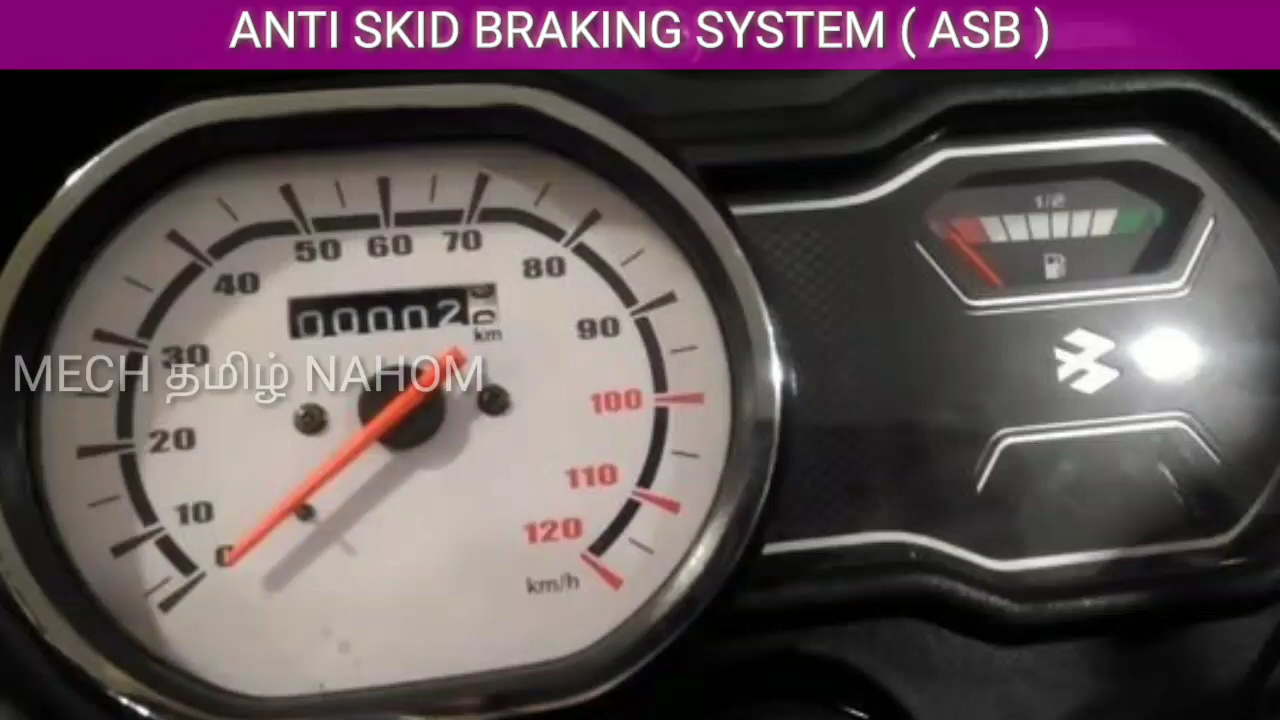 ANTI SKID BRAKING SYSTEM ( ASB )
50 60 70
40
80
1/2
00002 0
km
90
30
MECH தமிழ் NAHOM
100
20
110
10
120
0
km/h